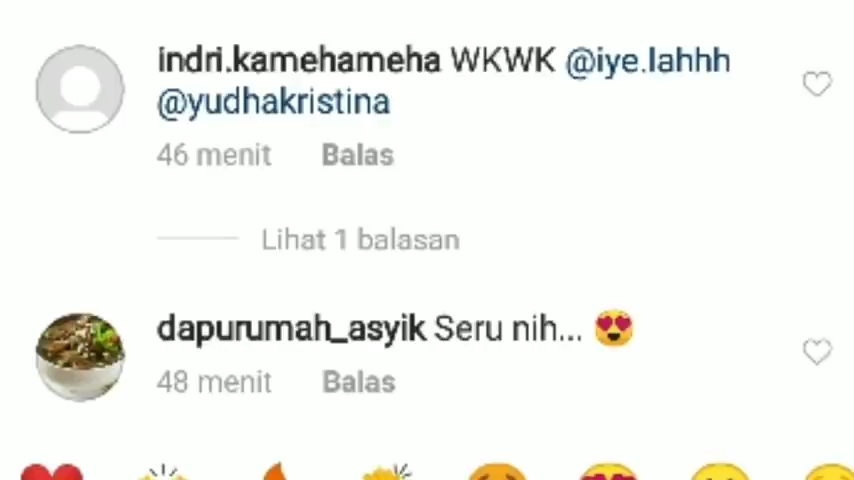 indri.kamehameha WKWK @iye.lahhh
@yudhakristina
46 menit Balas
Lihat 1 balasan
dapurumah_asyik Seru nih... 😍
48 menit Balas